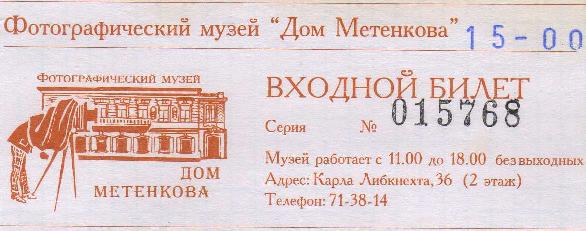 Фотографический музей “Дом Метенкова”
15-00
Фотографический музей
ДОМ
МЕТЕНКОВА
ВХОДНОЙ БИЛЕТ
Серия № 015768
Музей работает с 11.00 до 18.00 без выходных
Адрес: Карла Либкнехта, 36 (2 этаж)
Телефон: 71-38-14